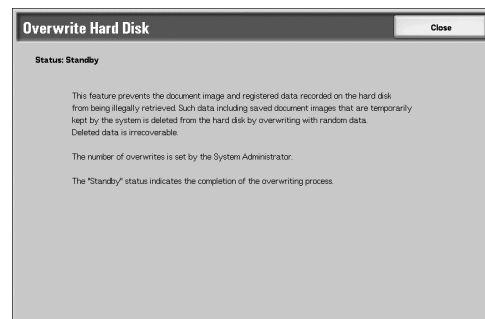 Overwrite Hard Disk
Close
Status: Standby
This feature prevents the document image and registered data recorded on the hard disk
from being illegally retrieved. Such data including saved document images that are temporarily
kept by the system is deleted from the hard disk by overwriting with random data.
Deleted data is irrecoverable.
The number of overwrites is set by the System Administrator.
The "Standby" status indicates the completion of the overwriting process.